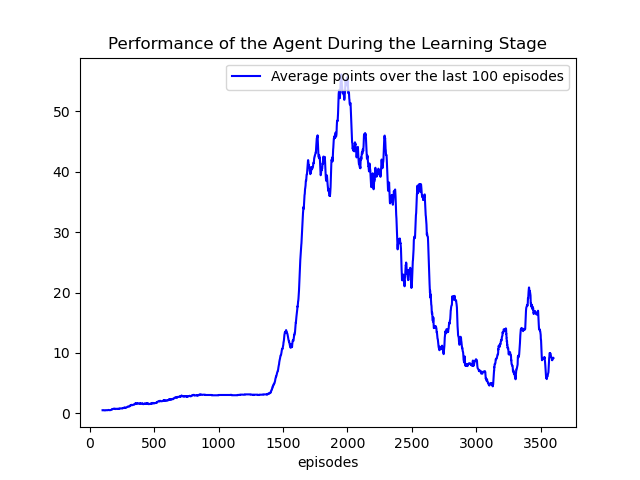 Performance of the Agent During the Learning Stage
Average points over the last 100 episodes
50
40
30
20
10
0
0 500 1000 1500 2000 2500 3000 3500
episodes